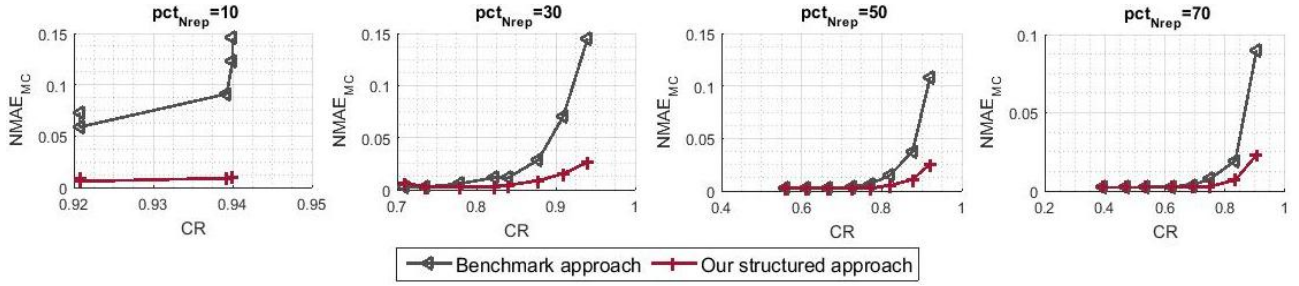 pct_Nrep=10
NMAE_MC
0.15
0.1
0.05
0
0.92
0.93
0.94
0.95
CR
pct_Nrep=30
NMAE_MC
0.15
0.1
0.05
0
0.7
0.8
0.9
1
CR
pct_Nrep=50
NMAE_MC
0.15
0.1
0.05
0
0.4
0.6
0.8
1
CR
pct_Nrep=70
NMAE_MC
0.1
0.05
0
0.2
0.4
0.6
0.8
1
CR
Benchmark approach
Our structured approach